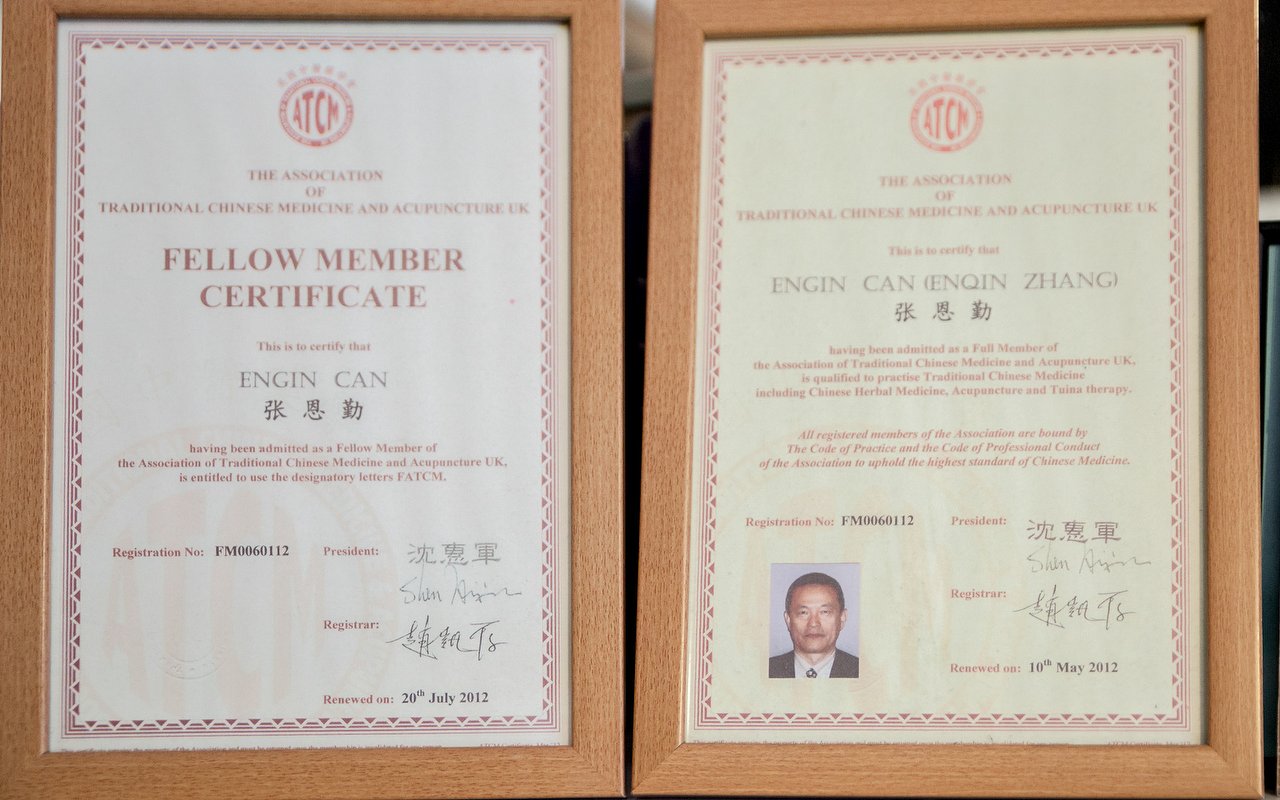 ATCM
THE ASSOCIATION
OF
TRADITIONAL CHINESE MEDICINE AND ACUPUNCTURE UK
FELLOW MEMBER
CERTIFICATE
This is to certify that
ENGIN CAN
张恩勤
having been admitted as a Fellow Member of
the Association of Traditional Chinese Medicine and Acupuncture UK,
is entitled to use the designatory letters FATCM.
Registration No: FM0060112
President: 沈惠軍
Shen
Registrar:
Renewed on: 20th July 2012
ATCM
THE ASSOCIATION
OF
TRADITIONAL CHINESE MEDICINE AND ACUPUNCTURE UK
This is to certify that
ENGIN CAN (ENQIN ZHANG)
张恩勤
having been admitted as a Full Member of
the Association of Traditional Chinese Medicine and Acupuncture UK,
is qualified to practise Traditional Chinese Medicine
including Chinese Herbal Medicine, Acupuncture and Tuina therapy.
All registered members of the Association are bound by
The Code of Practice and the Code of Professional Conduct
of the Association to uphold the highest standard of Chinese Medicine.
Registration No: FM0060112
President: 沈惠軍
Shen
Registrar:
Renewed on: 10th May 2012